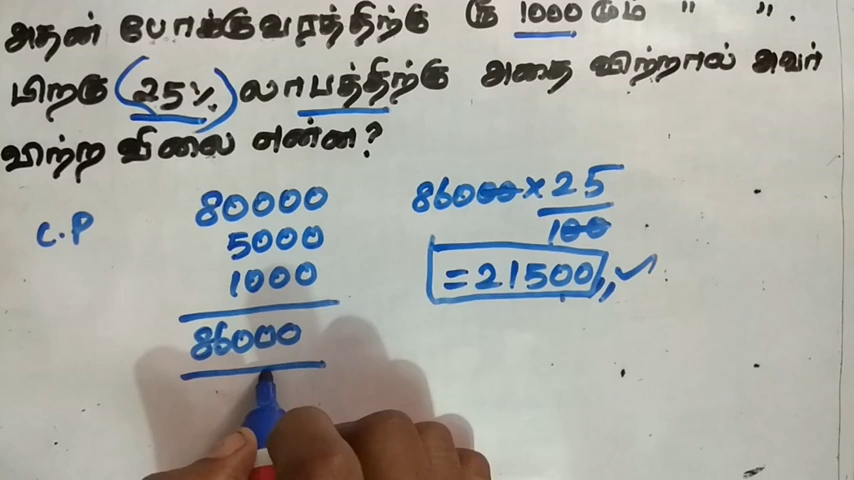 அதன் போக்குவரத்திற்கு ரூ 1000 மும் " ".
பிறகு (25%) லாபத்திற்கு அதை விற்றால் அவர்
விற்ற விலை என்ன?
C.P
80000
5000
1000
86000
86000 × 25
100
= 21500,, ✓